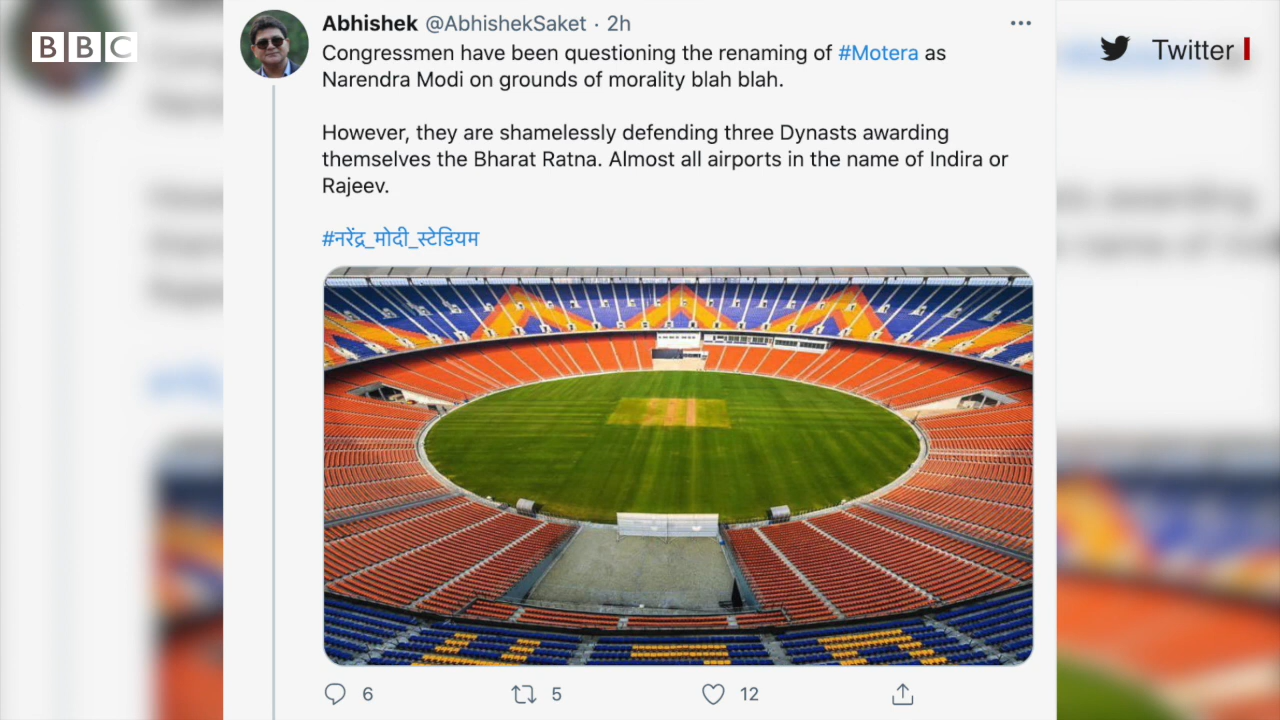 BBC
Twitter
Abhishek @AbhishekSaket · 2h
Congressmen have been questioning the renaming of #Motera as
Narendra Modi on grounds of morality blah blah.
However, they are shamelessly defending three Dynasts awarding
themselves the Bharat Ratna. Almost all airports in the name of Indira or
Rajeev.
#नरेंद्र_मोदी_स्टेडियम
6 5 12